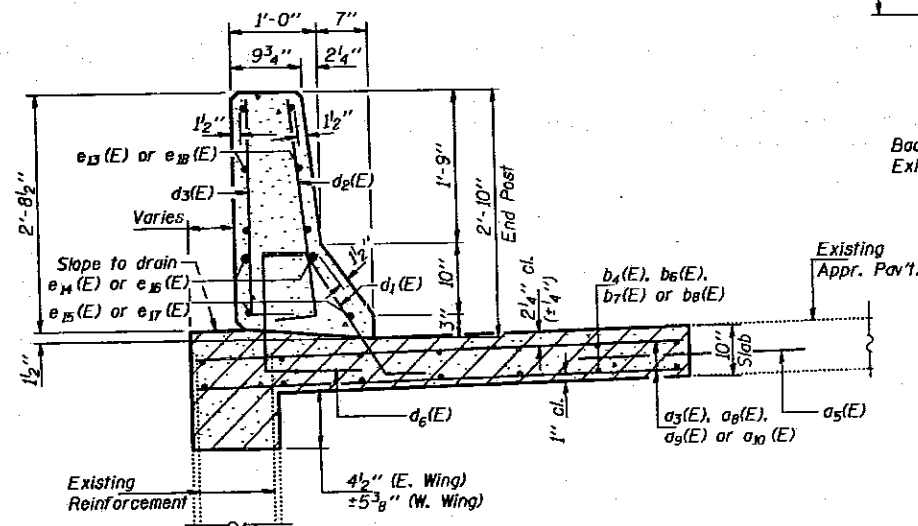 1'-0" 7"
9¾" 2¼"
1½" 1½"
e13(E) or e18(E)
d3(E)
d2(E)
Varies
Slope to drain
e14(E) or e16(E)
e15(E) or e17(E)
2'-8½"
1½"
1½"
d1(E)
1'-9"
10"
3"
2'-10"
End Post
2¼" cl.
(±¼")
b4(E), b6(E),
b7(E) or b8(E)
Existing
Appr. Pav't.
10"
Slab
1" cl.
a3(E), a8(E),
a9(E) or a10(E)
a5(E)
d6(E)
Existing
Reinforcement
4½" (E. Wing)
±5⅜" (W. Wing)